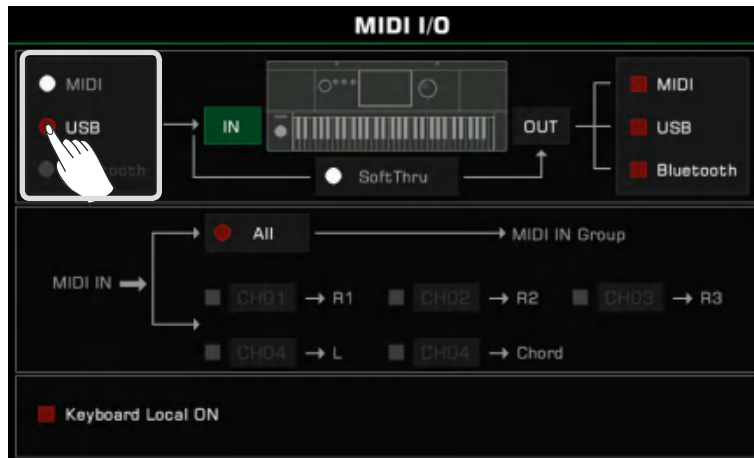 MIDI I/O
MIDI
USB
ooth
IN
OUT
SoftThru
MIDI
USB
Bluetooth
All
MIDI IN Group
MIDI IN
CH01
R1
CH02
R2
CH03
R3
CH04
L
CH04
Chord
Keyboard Local ON